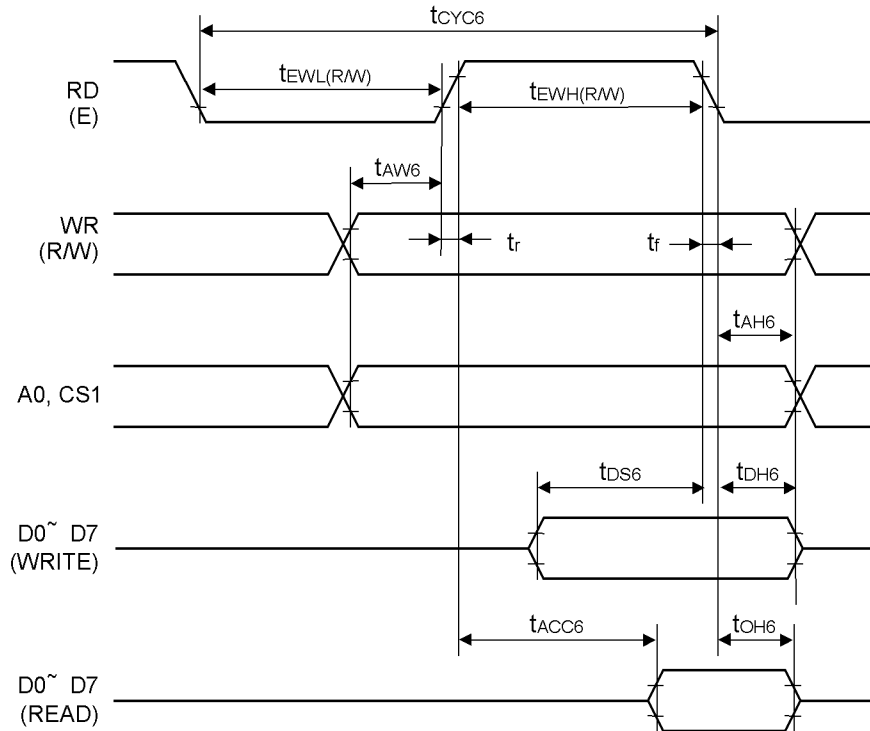 tCYC6
tEWL(R/W)
tEWH(R/W)
RD
(E)
tAW6
WR
(R/W)
tr
tf
tAH6
A0, CS1
tDS6
tDH6
D0~ D7
(WRITE)
tACC6
tOH6
D0~ D7
(READ)